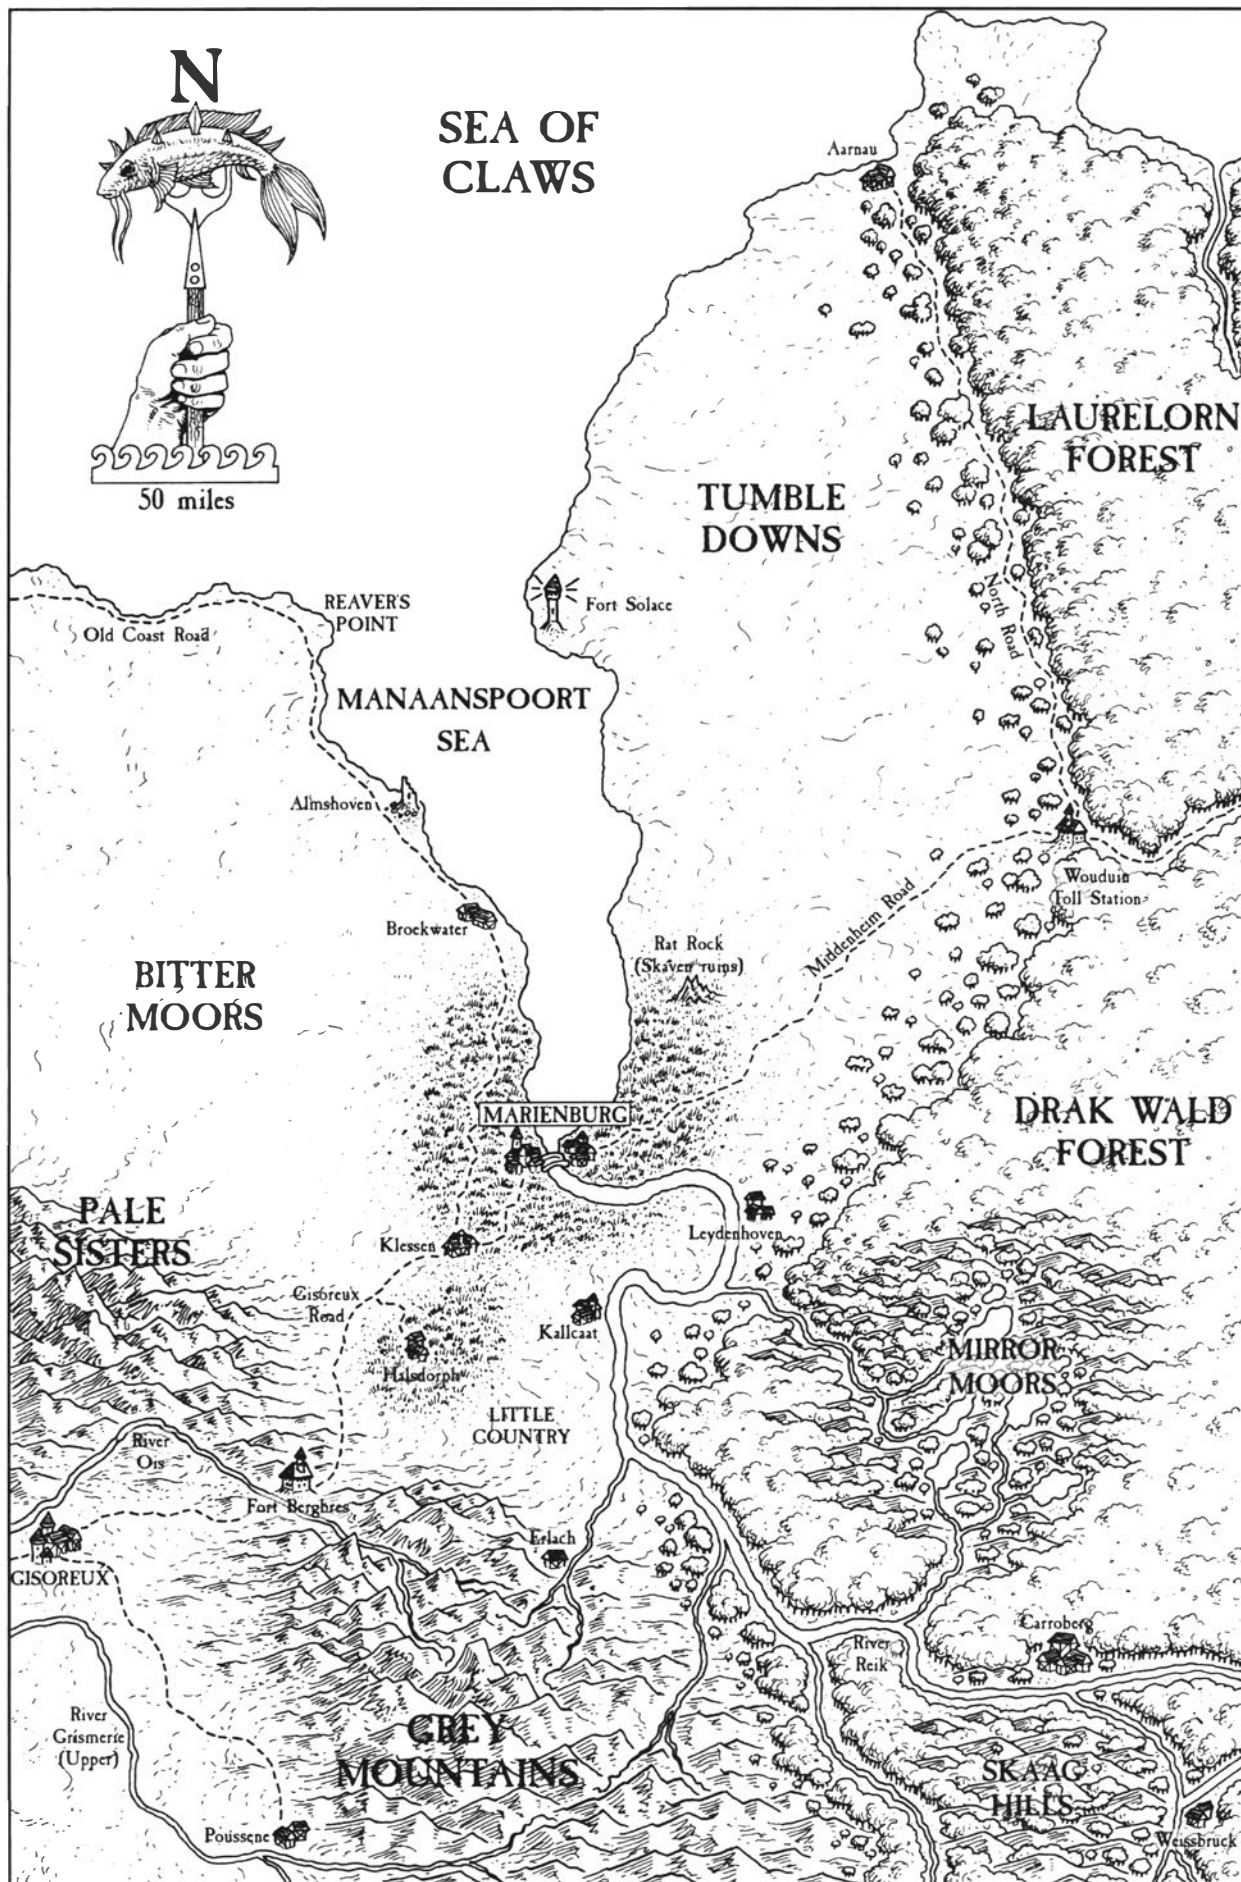 N
SEA OF
CLAWS
Aarnau
LAURELORN
FOREST
50 miles
TUMBLE
DOWNS
REAVER'S
POINT
Fort Solace
Old Coast Road
North Road
MANAANSPOORT
SEA
Almshoven
Wouduin
Toll Station
Broekwater
Middenheim Road
Rat Rock
(Skaven ruins)
BITTER
MOORS
MARIENBURG
DRAK WALD
FOREST
PALE
SISTERS
Klessen
Leydenhoven
Gisoreux
Road
Kallcaat
Halsdorph
MIRROR
MOORS
LITTLE
COUNTRY
River
Ois
Fort Berghres
Erlach
GISOREUX
Carroberg
River
Reik
River
Grismerie
(Upper)
GREY
MOUNTAINS
SKAAG
HILLS
Poussene
Weissbruck